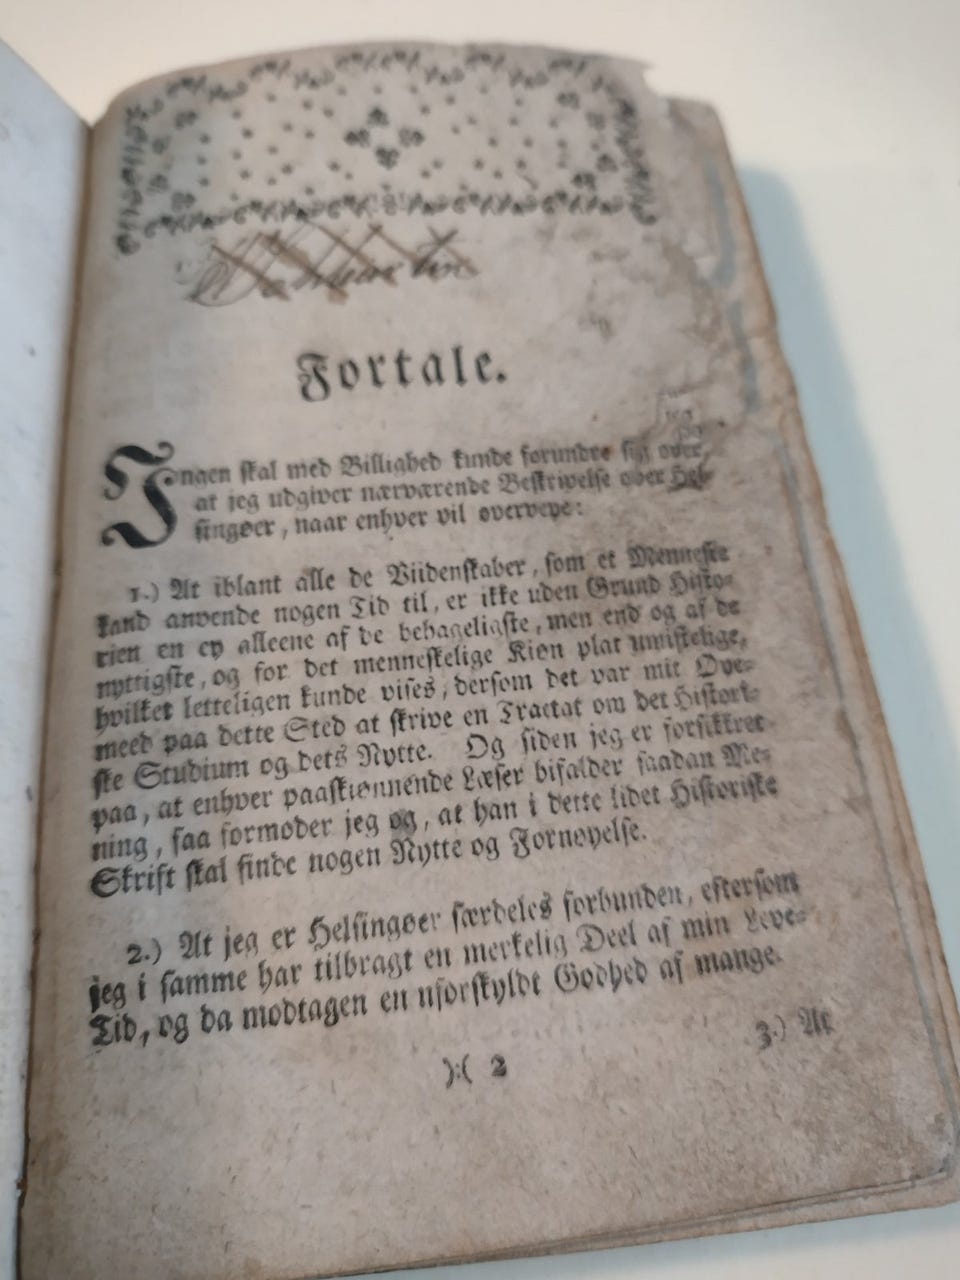 Fortale.
Ingen skal med Billighed kunde forundre sig over,
at jeg udgiver nærværende Beskrivelse over Hel-
singøer, naar enhver vil overveye:
1.) At iblant alle de Viidenskaber, som et Menneske
kand anvende nogen Tid til, er ikke uden Grund Histo-
rien en ey alleene af de behageligste, men end og af de
nyttigste, og for det menneskelige Kiøn plat umistelige,
hvilket letteligen kunde vises, dersom det var mit Øye-
meed paa dette Sted at skrive en Tractat om det Histori-
ske Studium og dets Nytte. Og siden jeg er forsikkret
paa, at enhver paaskiønnende Læser bifalder saadan Me-
ning, saa formoder jeg og, at han i dette lidet Historiske
Skrift skal finde nogen Nytte og Fornøyelse.
2.) At jeg er Helsingøer særdeles forbunden, eftersom
jeg i samme har tilbragt en merkelig Deel af min Leve-
Tid, og da modtagen en uforskyldt Godhed af mange.
):( 2
3.) At